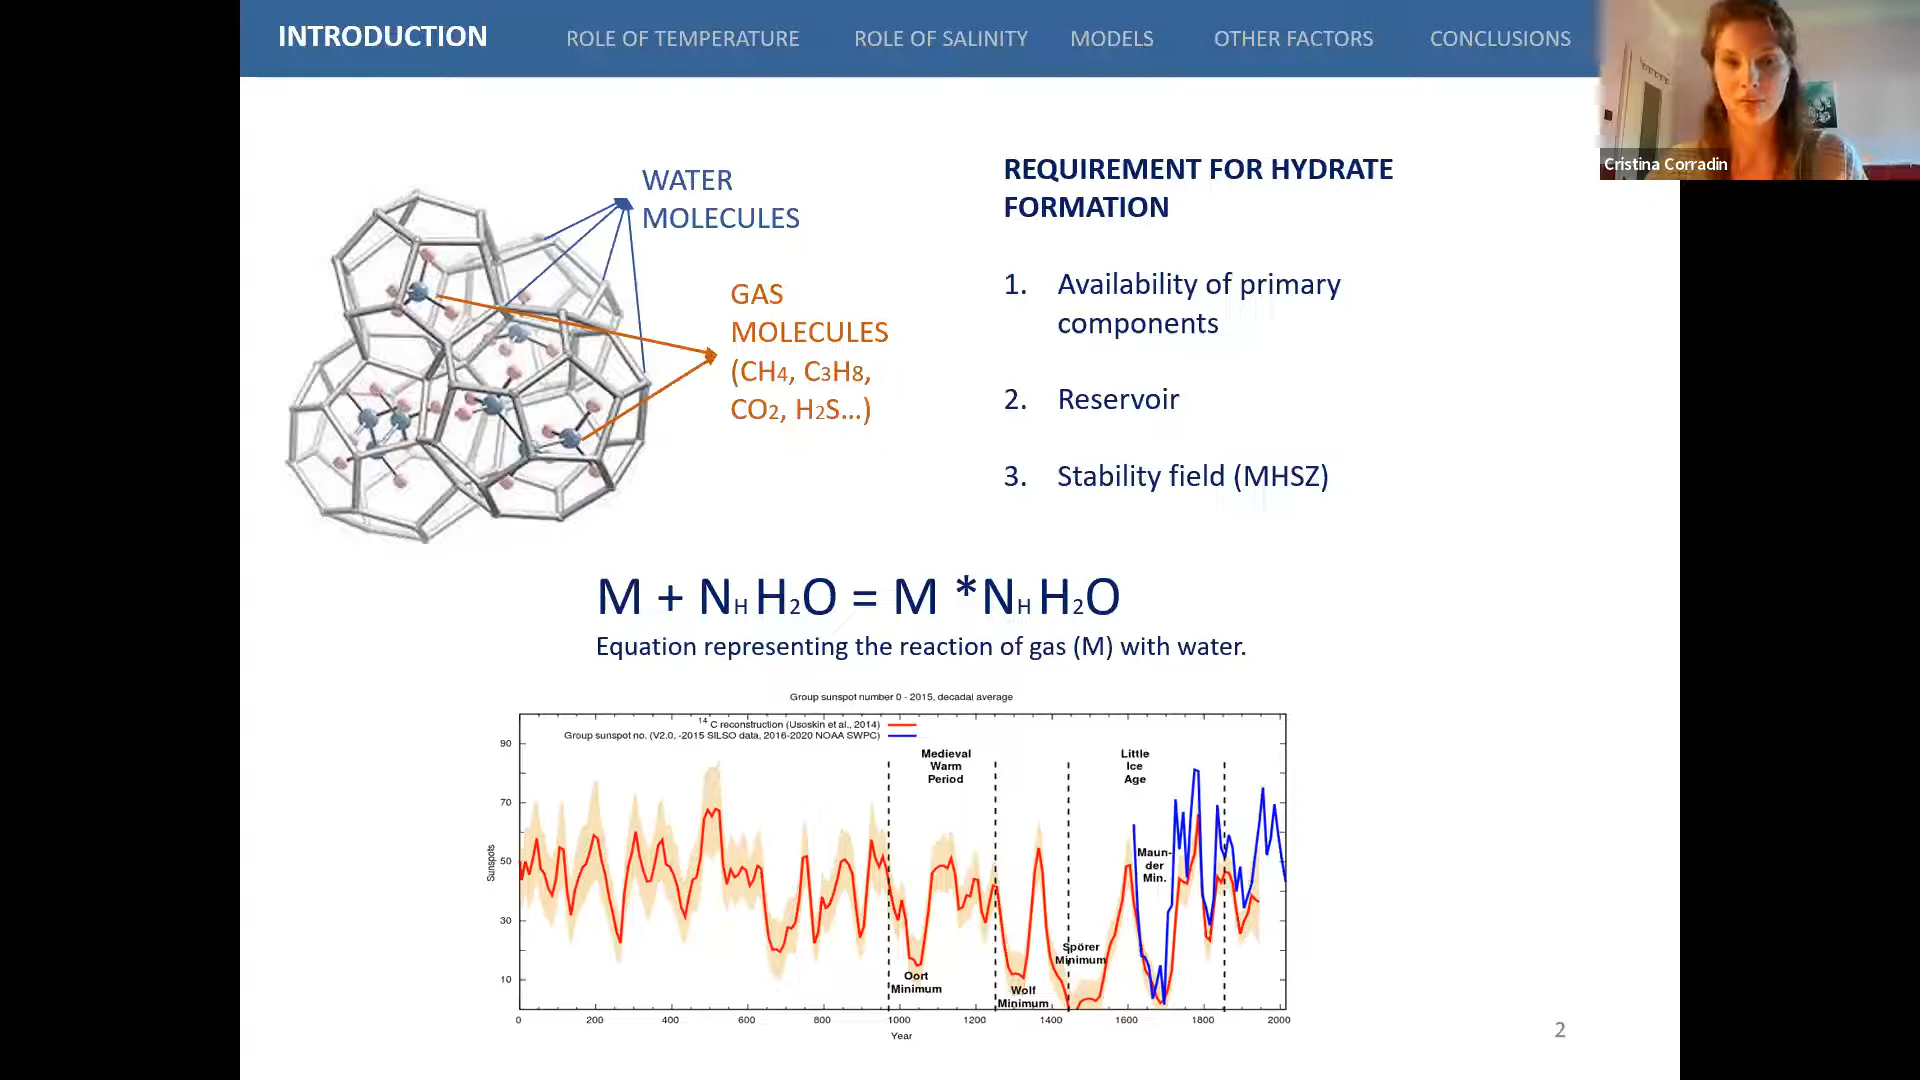 INTRODUCTION ROLE OF TEMPERATURE ROLE OF SALINITY MODELS OTHER FACTORS CONCLUSIONS
Cristina Corradin
WATER
MOLECULES
GAS
MOLECULES
(CH4, C3H8,
CO2, H2S...)
REQUIREMENT FOR HYDRATE
FORMATION
1. Availability of primary
components
2. Reservoir
3. Stability field (MHSZ)
M + NH H2O = M *NH H2O
Equation representing the reaction of gas (M) with water.
Group sunspot number 0 - 2015, decadal average
14 C reconstruction (Usoskin et al., 2014)
Group sunspot no. (V2.0, -2015 SILSO data, 2016-2020 NOAA SWPC)
Medieval
Warm
Period
Little
Ice
Age
Maun-
der
Min.
Spörer
Minimum
Oort
Minimum
Wolf
Minimum
Sunspots
90
70
50
30
10
0 200 400 600 800 1000 1200 1400 1600 1800 2000
Year
2